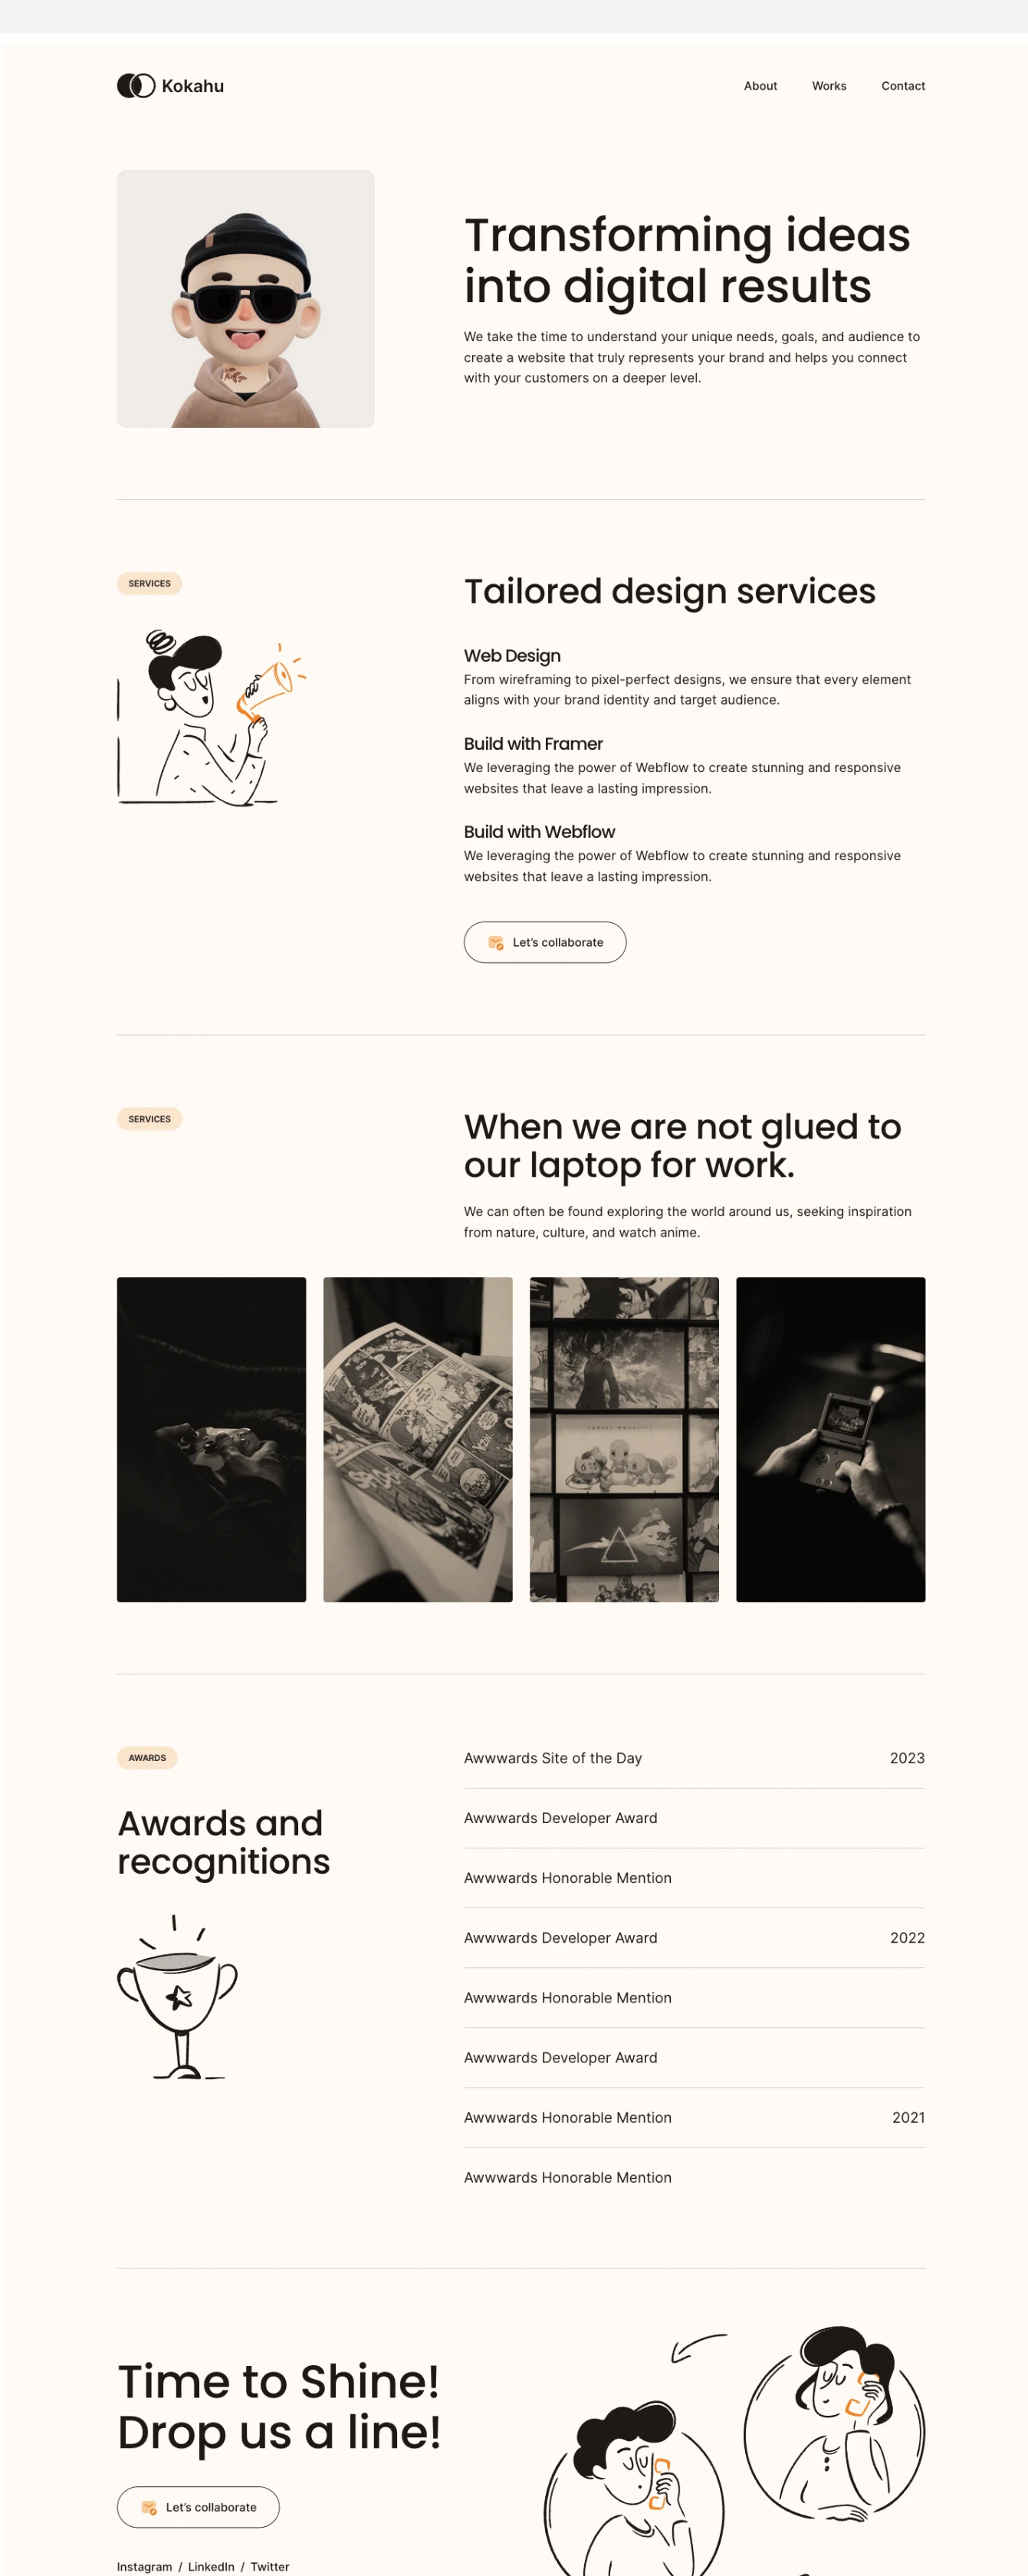 Kokahu
About
Works
Contact
Transforming ideas
into digital results
We take the time to understand your unique needs, goals, and audience to
create a website that truly represents your brand and helps you connect
with your customers on a deeper level.
SERVICES
Tailored design services
Web Design
From wireframing to pixel-perfect designs, we ensure that every element
aligns with your brand identity and target audience.
Build with Framer
We leveraging the power of Webflow to create stunning and responsive
websites that leave a lasting impression.
Build with Webflow
We leveraging the power of Webflow to create stunning and responsive
websites that leave a lasting impression.
Let’s collaborate
SERVICES
When we are not glued to
our laptop for work.
We can often be found exploring the world around us, seeking inspiration
from nature, culture, and watch anime.
AWARDS
Awards and
recognitions
Awwwards Site of the Day 2023
Awwwards Developer Award
Awwwards Honorable Mention
Awwwards Developer Award 2022
Awwwards Honorable Mention
Awwwards Developer Award
Awwwards Honorable Mention 2021
Awwwards Honorable Mention
Time to Shine!
Drop us a line!
Let’s collaborate
Instagram / LinkedIn / Twitter